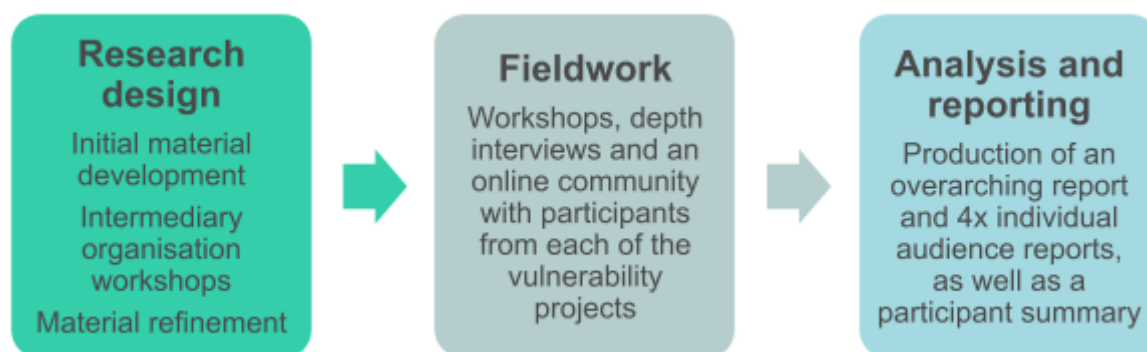 Research
design
Initial material
development
Intermediary
organisation
workshops
Material refinement
Fieldwork
Workshops, depth
interviews and an
online community
with participants
from each of the
vulnerability
projects
Analysis and
reporting
Production of an
overarching report
and 4x individual
audience reports,
as well as a
participant summary